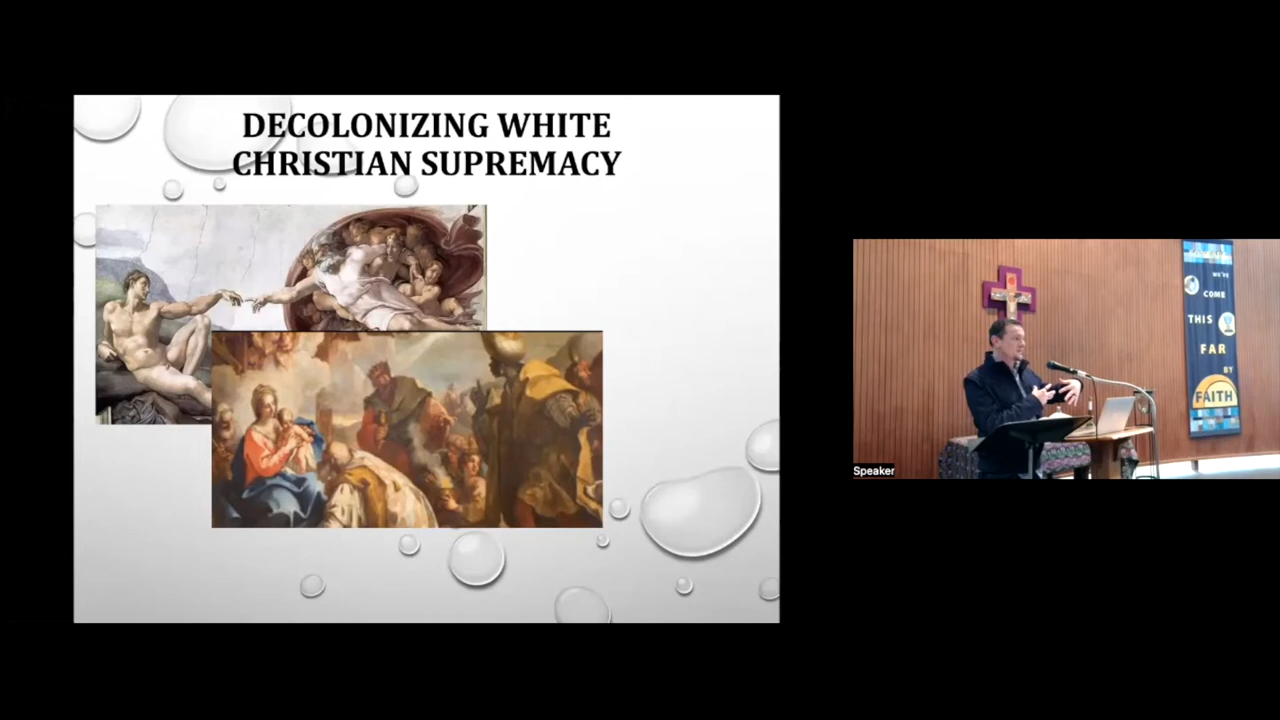 DECOLONIZING WHITE
CHRISTIAN SUPREMACY
WE'VE
COME
THIS
FAR
BY
FAITH
Speaker